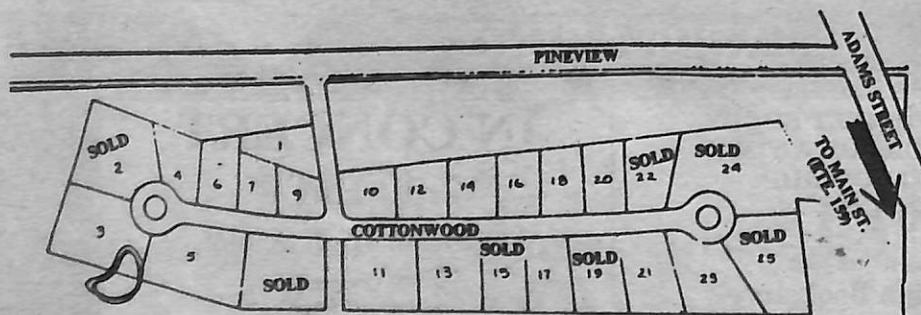 PINEVIEW
ADAMS STREET
TO MAIN ST.
(RTE. 159)
SOLD
2
4
6
7
1
9
10
12
14
16
18
20
SOLD
22
SOLD
24
3
5
SOLD
COTTONWOOD
11
13
SOLD
15
17
SOLD
19
21
23
SOLD
25